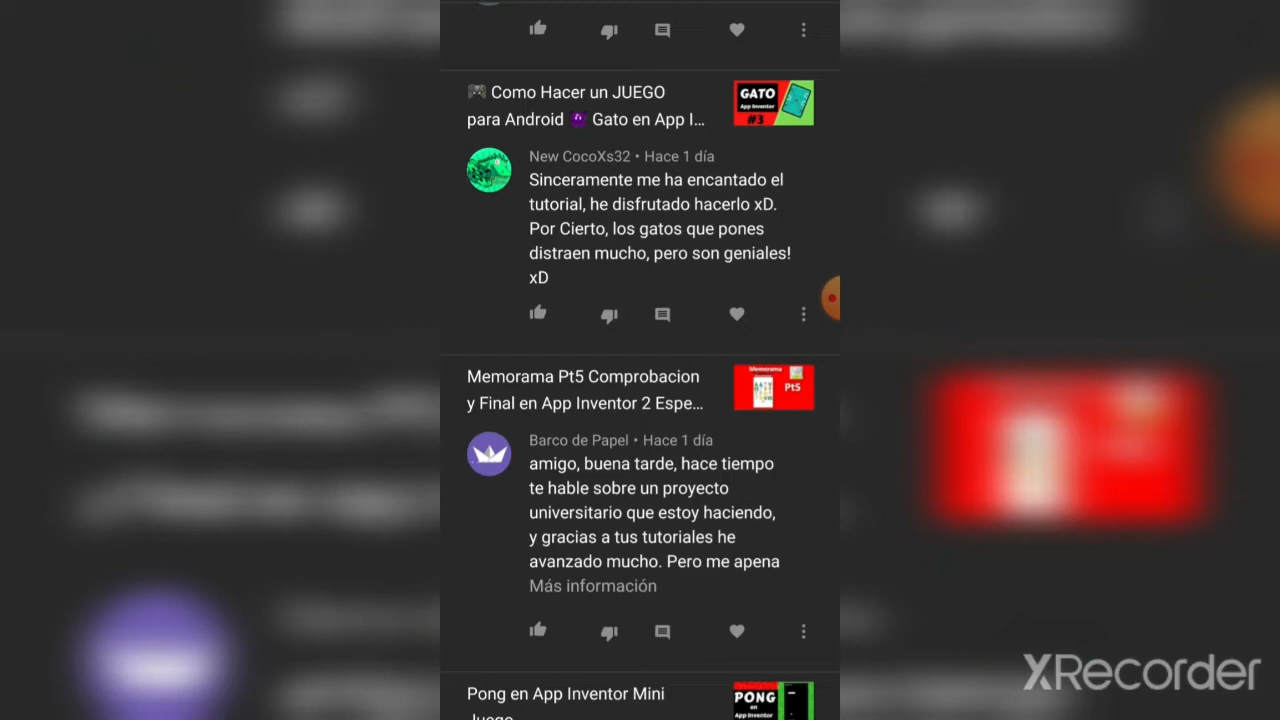 Como Hacer un JUEGO
para Android Gato en App I...
GATO
App Inventor
#3
New CocoXs32 • Hace 1 día
Sinceramente me ha encantado el
tutorial, he disfrutado hacerlo xD.
Por Cierto, los gatos que pones
distraen mucho, pero son geniales!
xD
Memorama Pt5 Comprobacion
y Final en App Inventor 2 Espe...
Memorama
Pt5
Barco de Papel • Hace 1 día
amigo, buena tarde, hace tiempo
te hable sobre un proyecto
universitario que estoy haciendo,
y gracias a tus tutoriales he
avanzado mucho. Pero me apena
Más información
Pong en App Inventor Mini
Juego
PONG
en
App Inventor
XRecorder